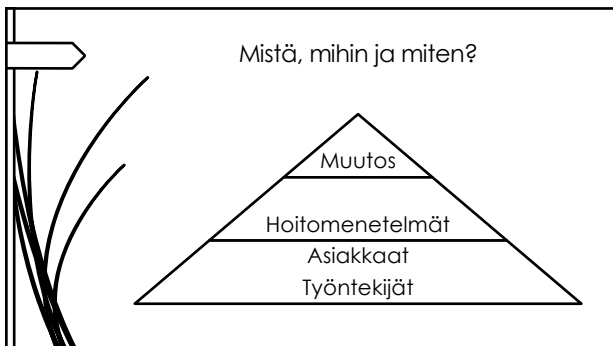 Mistä, mihin ja miten?
Muutos
Hoitomenetelmät
Asiakkaat
Työntekijät